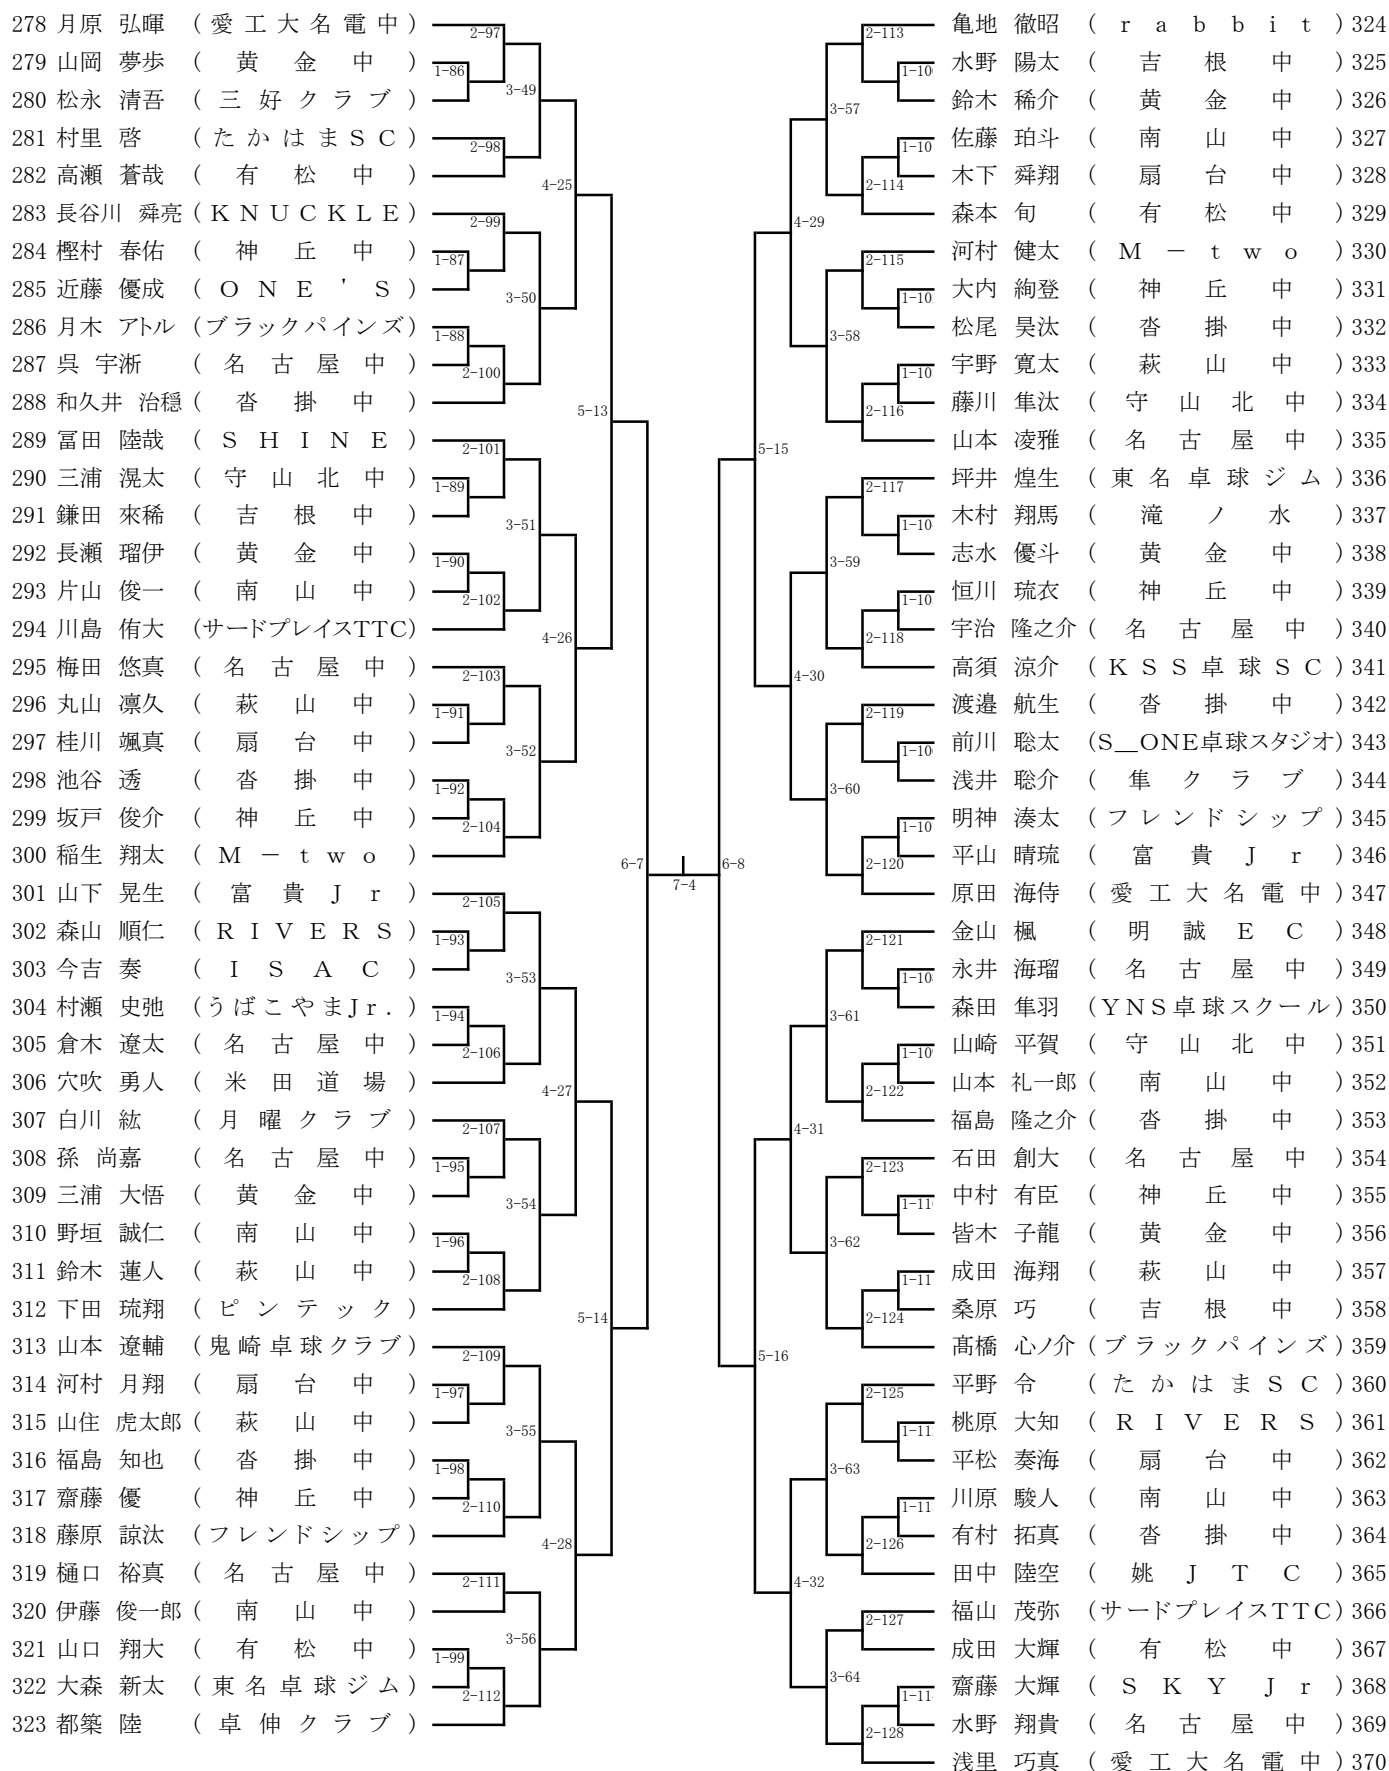 278 月原 弘暉 (愛工大名電中)
279 山岡 夢歩 (黄金中)
280 松永 清吾 (三好クラブ)
281 村里 啓 (たかはまSC)
282 高瀬 蒼哉 (有松中)
283 長谷川 舜亮 (KNUCKLE)
284 樫村 春佑 (神丘中)
285 近藤 優成 (ONE'S)
286 月木 アトル (ブラックパインズ)
287 呉 宇淅 (名古屋中)
288 和久井 治穏 (沓掛中)
289 冨田 陸哉 (SHINE)
290 三浦 滉太 (守山北中)
291 鎌田 來稀 (吉根中)
292 長瀬 瑠伊 (黄金中)
293 片山 俊一 (南山中)
294 川島 侑大 (サードプレイスTTC)
295 梅田 悠真 (名古屋中)
296 丸山 凛久 (萩山中)
297 桂川 颯真 (扇台中)
298 池谷 透 (沓掛中)
299 坂戸 俊介 (神丘中)
300 稲生 翔太 (M－two)
301 山下 晃生 (富貴Jr)
302 森山 順仁 (RIVERS)
303 今吉 奏 (ISAC)
304 村瀬 史弛 (うばこやまJr.)
305 倉木 遼太 (名古屋中)
306 穴吹 勇人 (米田道場)
307 白川 紘 (月曜クラブ)
308 孫 尚嘉 (名古屋中)
309 三浦 大悟 (黄金中)
310 野垣 誠仁 (南山中)
311 鈴木 蓮人 (萩山中)
312 下田 琉翔 (ピンテック)
313 山本 遼輔 (鬼崎卓球クラブ)
314 河村 月翔 (扇台中)
315 山住 虎太郎 (萩山中)
316 福島 知也 (沓掛中)
317 齋藤 優 (神丘中)
318 藤原 諒汰 (フレンドシップ)
319 樋口 裕真 (名古屋中)
320 伊藤 俊一郎 (南山中)
321 山口 翔大 (有松中)
322 大森 新太 (東名卓球ジム)
323 都築 陸 (卓伸クラブ)
2-97
1-86
3-49
2-98
4-25
2-99
1-87
3-50
1-88
2-100
5-13
2-101
1-89
3-51
1-90
2-102
4-26
2-103
1-91
3-52
1-92
2-104
6-7
2-105
1-93
3-53
1-94
2-106
4-27
2-107
1-95
3-54
1-96
2-108
5-14
2-109
1-97
3-55
1-98
2-110
4-28
2-111
3-56
1-99
2-112
7-4
6-8
2-113
1-10
3-57
1-10
2-114
4-29
2-115
1-10
3-58
1-10
2-116
5-15
2-117
1-10
3-59
1-10
2-118
4-30
2-119
1-10
3-60
1-10
2-120
2-121
1-10
3-61
1-10
2-122
4-31
2-123
1-11
3-62
1-11
2-124
5-16
2-125
1-11
3-63
1-11
2-126
4-32
2-127
3-64
1-11
2-128
亀地 徹昭 (rabbit) 324
水野 陽太 (吉根中) 325
鈴木 稀介 (黄金中) 326
佐藤 珀斗 (南山中) 327
木下 舜翔 (扇台中) 328
森本 旬 (有松中) 329
河村 健太 (M－two) 330
大内 絢登 (神丘中) 331
松尾 昊汰 (沓掛中) 332
宇野 寛太 (萩山中) 333
藤川 隼汰 (守山北中) 334
山本 凌雅 (名古屋中) 335
坪井 煌生 (東名卓球ジム) 336
木村 翔馬 (滝ノ水) 337
志水 優斗 (黄金中) 338
恒川 琉衣 (神丘中) 339
宇治 隆之介 (名古屋中) 340
高須 涼介 (KSS卓球SC) 341
渡邉 航生 (沓掛中) 342
前川 聡太 (S__ONE卓球スタジオ) 343
浅井 聡介 (隼クラブ) 344
明神 湊太 (フレンドシップ) 345
平山 晴琉 (富貴Jr) 346
原田 海侍 (愛工大名電中) 347
金山 楓 (明誠EC) 348
永井 海瑠 (名古屋中) 349
森田 隼羽 (YNS卓球スクール) 350
山崎 平賀 (守山北中) 351
山本 礼一郎 (南山中) 352
福島 隆之介 (沓掛中) 353
石田 創大 (名古屋中) 354
中村 有臣 (神丘中) 355
皆木 子龍 (黄金中) 356
成田 海翔 (萩山中) 357
桑原 巧 (吉根中) 358
髙橋 心ノ介 (ブラックパインズ) 359
平野 令 (たかはまSC) 360
桃原 大知 (RIVERS) 361
平松 奏海 (扇台中) 362
川原 駿人 (南山中) 363
有村 拓真 (沓掛中) 364
田中 陸空 (姚JTC) 365
福山 茂弥 (サードプレイスTTC) 366
成田 大輝 (有松中) 367
齋藤 大輝 (SKY Jr) 368
水野 翔貴 (名古屋中) 369
浅里 巧真 (愛工大名電中) 370